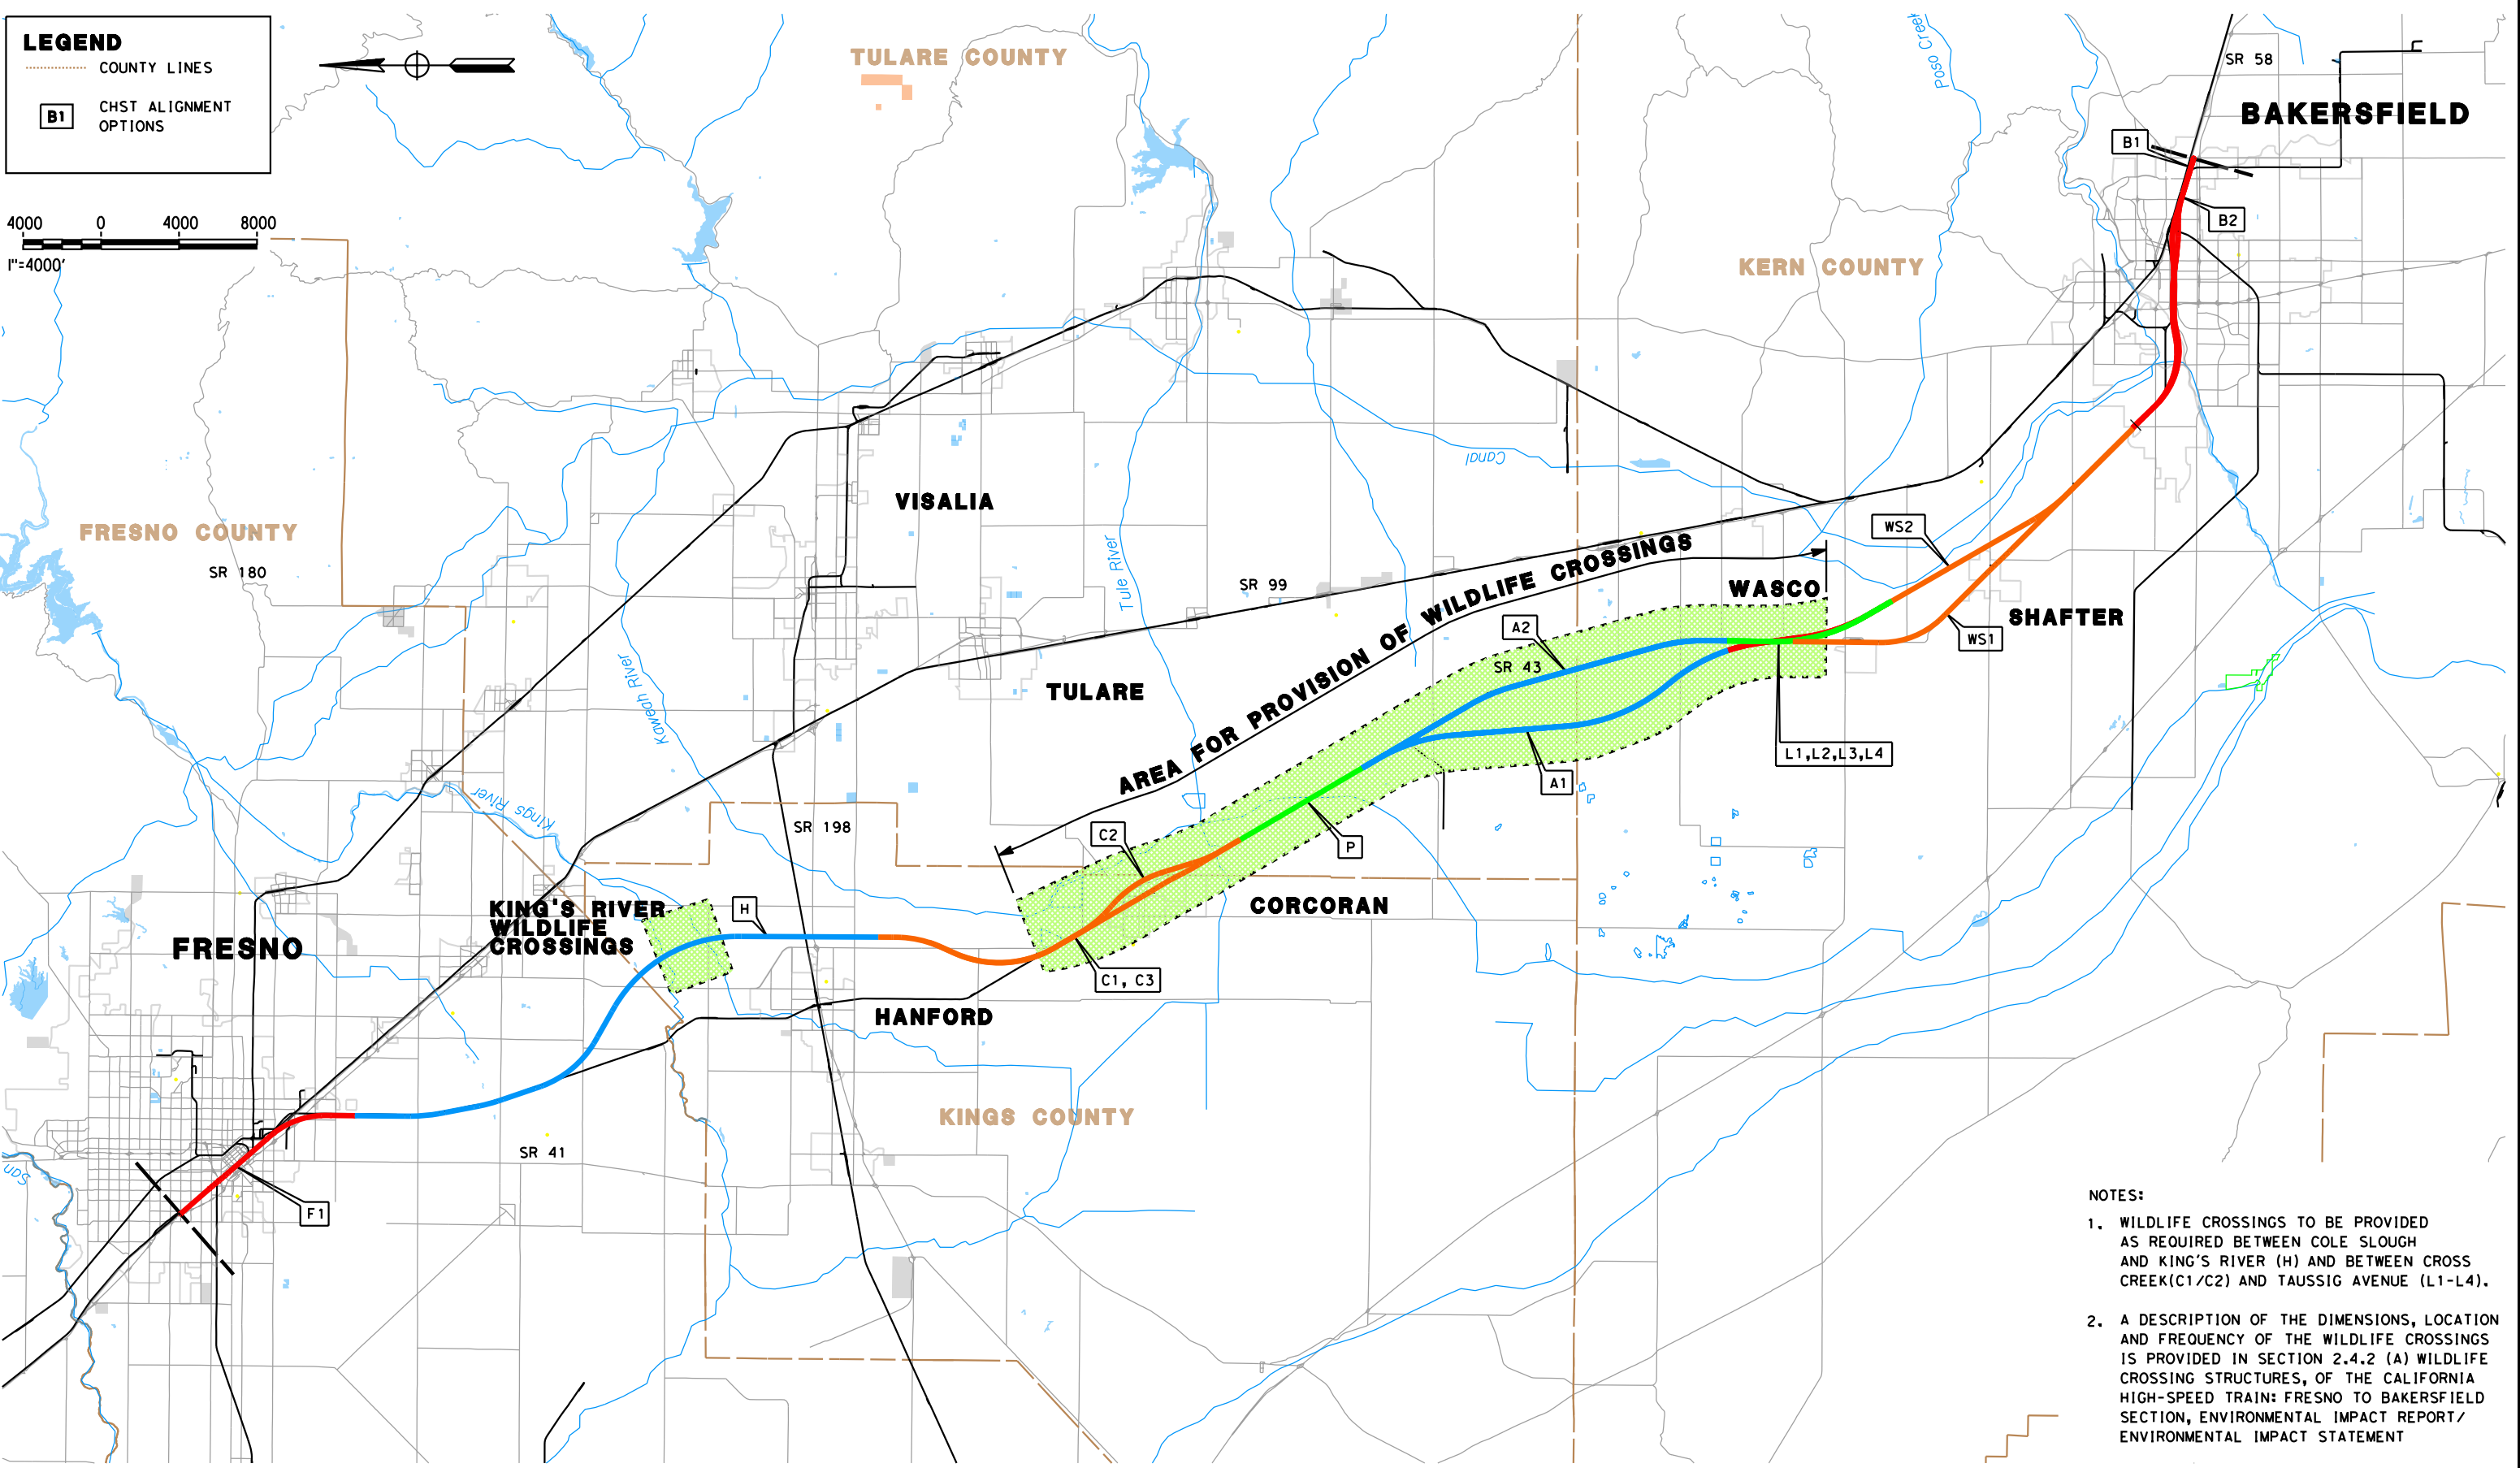 LEGEND
COUNTY LINES
B1
CHST ALIGNMENT
OPTIONS
4000 0 4000 8000
1"=4000'
TULARE COUNTY
Poso Creek
SR 58
BAKERSFIELD
B1
B2
KERN COUNTY
Canal
VISALIA
FRESNO COUNTY
SR 180
Tule River
SR 99
AREA FOR PROVISION OF WILDLIFE CROSSINGS
WS2
WASCO
SHAFTER
WS1
A2
SR 43
Kaweah River
TULARE
L1,L2,L3,L4
A1
Kings River
SR 198
C2
P
CORCORAN
KING'S RIVER
WILDLIFE
CROSSINGS
H
FRESNO
C1, C3
HANFORD
KINGS COUNTY
SR 41
San
F1
NOTES:
1. WILDLIFE CROSSINGS TO BE PROVIDED
AS REQUIRED BETWEEN COLE SLOUGH
AND KING'S RIVER (H) AND BETWEEN CROSS
CREEK(C1/C2) AND TAUSSIG AVENUE (L1-L4).
2. A DESCRIPTION OF THE DIMENSIONS, LOCATION
AND FREQUENCY OF THE WILDLIFE CROSSINGS
IS PROVIDED IN SECTION 2.4.2 (A) WILDLIFE
CROSSING STRUCTURES, OF THE CALIFORNIA
HIGH-SPEED TRAIN: FRESNO TO BAKERSFIELD
SECTION, ENVIRONMENTAL IMPACT REPORT/
ENVIRONMENTAL IMPACT STATEMENT